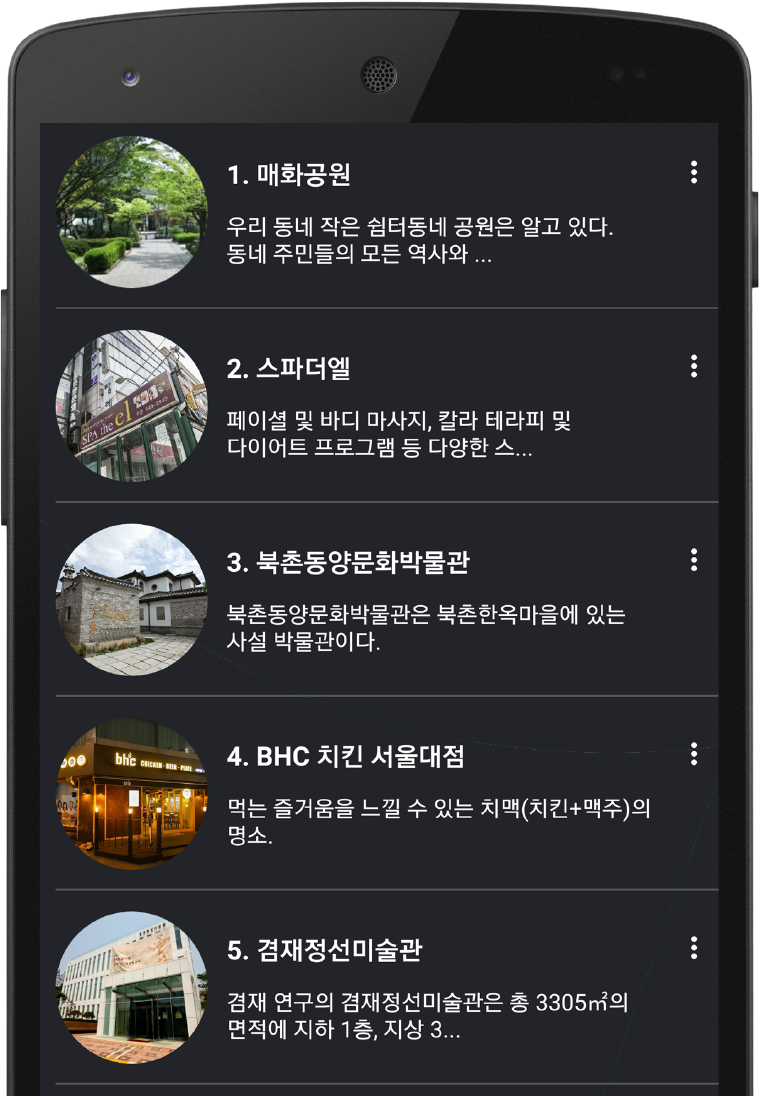 1. 매화공원
우리 동네 작은 쉼터동네 공원은 알고 있다.
동네 주민들의 모든 역사와 ...
SPA the el
2. 스파더엘
페이셜 및 바디 마사지, 칼라 테라피 및
다이어트 프로그램 등 다양한 스...
3. 북촌동양문화박물관
북촌동양문화박물관은 북촌한옥마을에 있는
사설 박물관이다.
bhc CHICKEN · BEER · PLATE
4. BHC 치킨 서울대점
먹는 즐거움을 느낄 수 있는 치맥(치킨+맥주)의
명소.
5. 겸재정선미술관
겸재 연구의 겸재정선미술관은 총 3305㎡의
면적에 지하 1층, 지상 3...